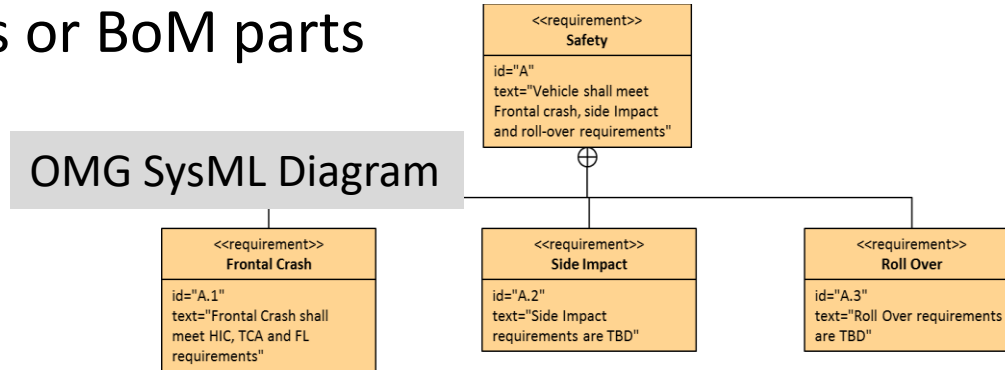 s or BoM parts
<<requirement>>
Safety
id="A"
text="Vehicle shall meet
Frontal crash, side Impact
and roll-over requirements"
OMG SysML Diagram
<<requirement>>
Frontal Crash
id="A.1"
text="Frontal Crash shall
meet HIC, TCA and FL
requirements"
<<requirement>>
Side Impact
id="A.2"
text="Side Impact
requirements are TBD"
<<requirement>>
Roll Over
id="A.3"
text="Roll Over requirements
are TBD"